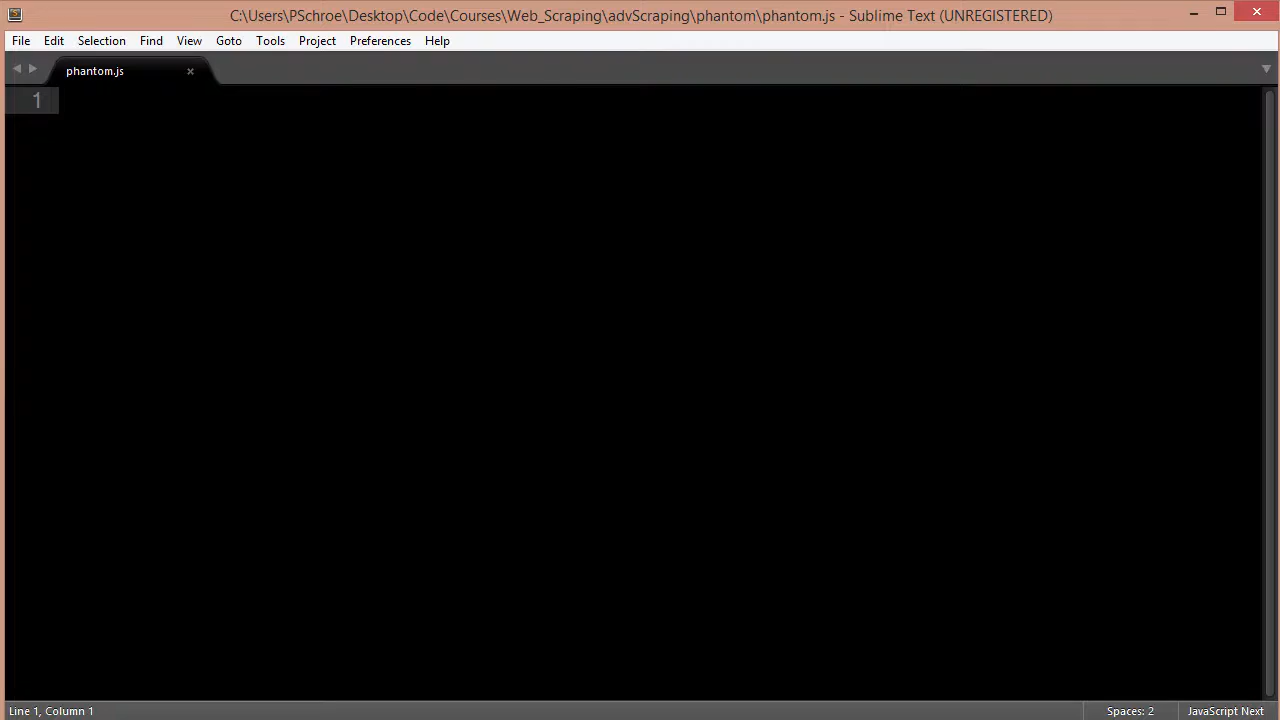 C:\Users\PSchroe\Desktop\Code\Courses\Web_Scraping\advScraping\phantom\phantom.js - Sublime Text (UNREGISTERED)
File Edit Selection Find View Goto Tools Project Preferences Help
phantom.js
1
Line 1, Column 1 Spaces: 2 JavaScript Next